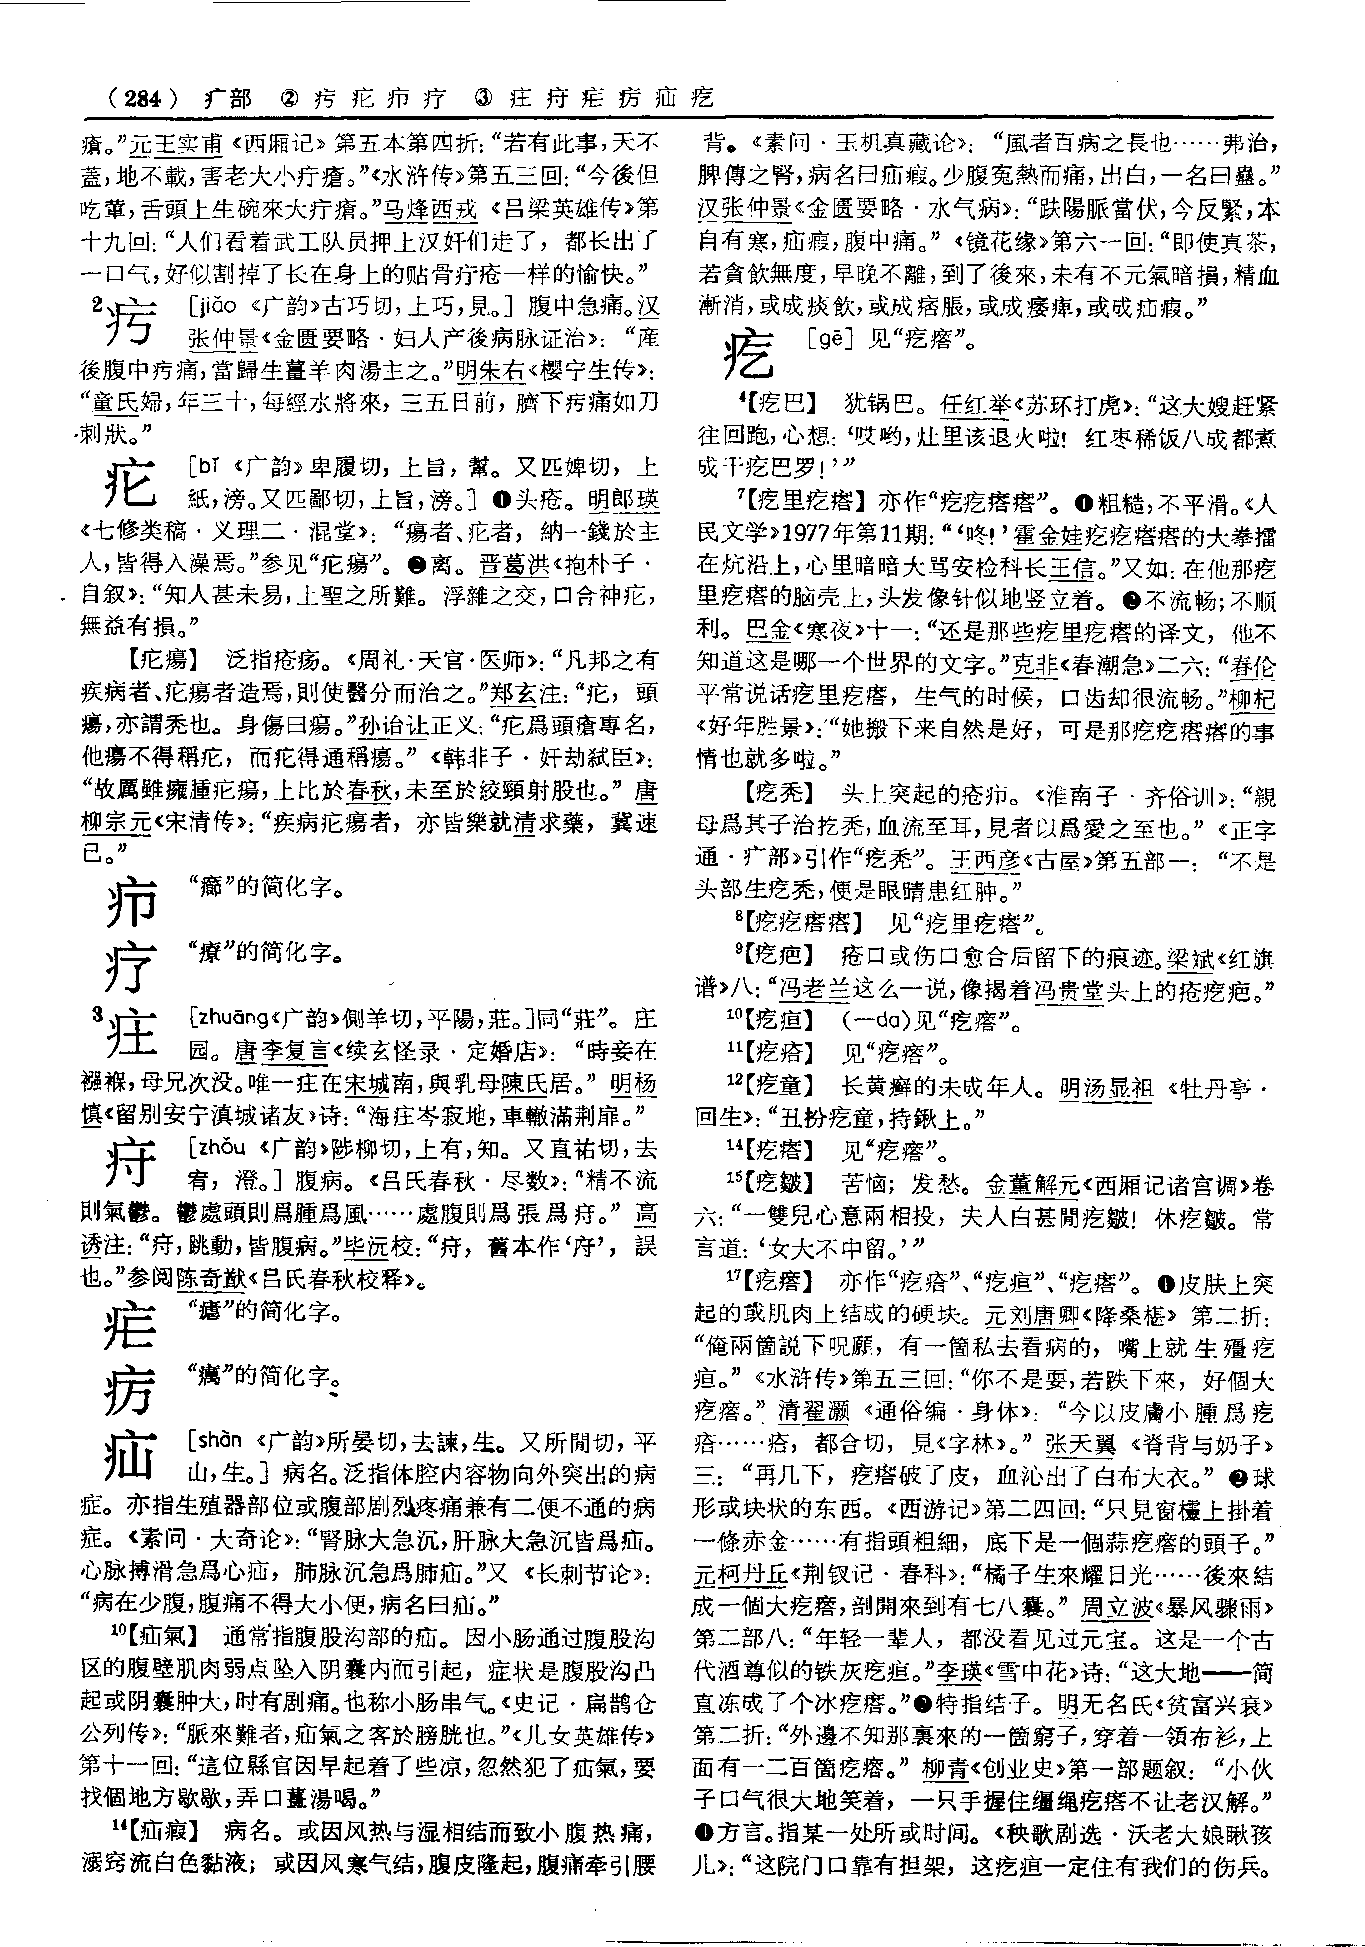 （284） 疒部 ② 疞 疕 疖 疗 ③ 疘 疛 疟 疠 疝 疙
瘡。”元王实甫《西厢记》第五本第四折：“若有此事，天不
蓋，地不載，害老大小疔瘡。”《水浒传》第五三回：“今後但
吃葷，舌頭上生碗來大疔瘡。”马烽西戎《吕梁英雄传》第
十九回：“人们看着武工队员押上汉奸们走了，都长出了
一口气，好似割掉了长在身上的贴骨疔疮一样的愉快。”
2 疞 ［jiǎo《广韵》古巧切，上巧，見。］腹中急痛。汉
张仲景《金匮要略·妇人产後病脉证治》：“産
後腹中疞痛，當歸生薑羊肉湯主之。”明朱右《樱宁生传》：
“童氏婦，年三十，每經水將來，三五日前，臍下疞痛如刀
刺狀。”
疕 ［bǐ《广韵》卑履切，上旨，幫。又匹婢切，上
紙，滂。又匹鄙切，上旨，滂。］❶头疮。明郎瑛
《七修类稿·义理二·混堂》：“瘍者、疕者，納一錢於主
人，皆得入澡焉。”参见“疕瘍”。❷离。晋葛洪《抱朴子·
自叙》：“知人甚未易，上聖之所難。浮雜之交，口合神疕，
無益有損。”
【疕瘍】 泛指疮疡。《周礼·天官·医师》：“凡邦之有
疾病者、疕瘍者造焉，則使醫分而治之。”郑玄注：“疕，頭
瘍，亦謂秃也。身傷曰瘍。”孙诒让正义：“疕爲頭瘡專名，
他瘍不得稱疕，而疕得通稱瘍。”《韩非子·奸劫弑臣》：
“故厲雖癰腫疕瘍，上比於春秋，未至於絞頸射股也。”唐
柳宗元《宋清传》：“疾病疕瘍者，亦皆樂就清求藥，冀速
已。”
疖 “癤”的简化字。
疗 “療”的简化字。
3 疘 ［zhuāng《广韵》側羊切，平陽，莊。］同“莊”。庄
园。唐李复言《续玄怪录·定婚店》：“時妾在
襁褓，母兄次没。唯一庄在宋城南，與乳母陳氏居。”明杨
慎《留别安宁滇城诸友》诗：“海庄岑寂地，車轍滿荆扉。”
疛 ［zhǒu《广韵》陟柳切，上有，知。又直祐切，去
宥，澄。］腹病。《吕氏春秋·尽数》：“精不流
則氣鬱。鬱處頭則爲腫爲風……處腹則爲張爲疛。”高
诱注：“疛，跳動，皆腹病。”毕沅校：“疛，舊本作‘府’，誤
也。”参阅陈奇猷《吕氏春秋校释》。
疟 “瘧”的简化字。
疠 “癘”的简化字。
疝 ［shàn《广韵》所晏切，去諫，生。又所閒切，平
山，生。］病名。泛指体腔内容物向外突出的病
症。亦指生殖器部位或腹部剧烈疼痛兼有二便不通的病
症。《素问·大奇论》：“腎脉大急沉，肝脉大急沉皆爲疝。
心脉搏滑急爲心疝，肺脉沉急爲肺疝。”又《长刺节论》：
“病在少腹，腹痛不得大小便，病名曰疝。”
10【疝氣】 通常指腹股沟部的疝。因小肠通过腹股沟
区的腹壁肌肉弱点坠入阴囊内而引起，症状是腹股沟凸
起或阴囊肿大，时有剧痛。也称小肠串气。《史记·扁鹊仓
公列传》：“脈來難者，疝氣之客於膀胱也。”《儿女英雄传》
第十一回：“這位縣官因早起着了些凉，忽然犯了疝氣，要
找個地方歇歇，弄口薑湯喝。”
14【疝瘕】 病名。或因风热与湿相结而致小腹热痛，
溺窍流白色黏液；或因风寒气结，腹皮隆起，腹痛牵引腰
背。《素问·玉机真藏论》：“風者百病之長也……弗治，
脾傳之腎，病名曰疝瘕。少腹冤熱而痛，出白，一名曰蠱。”
汉张仲景《金匮要略·水气病》：“趺陽脈當伏，今反緊，本
自有寒，疝瘕，腹中痛。”《镜花缘》第六一回：“即使真茶，
若貪飲無度，早晚不離，到了後來，未有不元氣暗損，精血
漸消，或成痰飲，或成痞脹，或成痿痺，或成疝瘕。”
疙 ［gē］见“疙瘩”。
4【疙巴】 犹锅巴。任红举《苏环打虎》：“这大嫂赶紧
往回跑，心想：‘哎哟，灶里该退火啦！红枣稀饭八成都煮
成干疙巴罗！’”
7【疙里疙瘩】亦作“疙疙瘩瘩”。❶粗糙，不平滑。《人
民文学》1977年第11期：“‘咚！’霍金娃疙疙瘩瘩的大拳擂
在炕沿上，心里暗暗大骂安检科长王信。”又如：在他那疙
里疙瘩的脑壳上，头发像针似地竖立着。❷不流畅；不顺
利。巴金《寒夜》十一：“还是那些疙里疙瘩的译文，他不
知道这是哪一个世界的文字。”克非《春潮急》二六：“春伦
平常说话疙里疙瘩，生气的时候，口齿却很流畅。”柳杞
《好年胜景》：“她搬下来自然是好，可是那疙疙瘩瘩的事
情也就多啦。”
【疙秃】 头上突起的疮疖。《淮南子·齐俗训》：“親
母爲其子治扢秃，血流至耳，見者以爲愛之至也。”《正字
通·疒部》引作“疙秃”。王西彦《古屋》第五部一：“不是
头部生疙秃，便是眼睛患红肿。”
8【疙疙瘩瘩】 见“疙里疙瘩”。
9【疙疤】 疮口或伤口愈合后留下的痕迹。梁斌《红旗
谱》八：“冯老兰这么一说，像揭着冯贵堂头上的疮疙疤。”
10【疙疸】 （—da）见“疙瘩”。
11【疙瘩】 见“疙瘩”。
12【疙童】 长黄癣的未成年人。明汤显祖《牡丹亭·
回生》：“丑扮疙童，持鍬上。”
14【疙瘩】 见“疙瘩”。
15【疙皺】 苦恼；发愁。金董解元《西厢记诸宫调》卷
六：“一雙兒心意兩相投，夫人白甚閒疙皺！休疙皺。常
言道：‘女大不中留。’”
17【疙瘩】 亦作“疙㾑”、“疙疸”、“疙瘩”。❶皮肤上突
起的或肌肉上结成的硬块。元刘唐卿《降桑椹》第二折：
“俺兩箇説下呪願，有一箇私去看病的，嘴上就生殭疙
疸。”《水浒传》第五三回：“你不是耍，若跌下來，好個大
疙瘩。”清翟灏《通俗编·身体》：“今以皮膚小腫爲疙
瘩……瘩，都合切，見《字林》。”张天翼《脊背与奶子》
三：“再几下，疙瘩破了皮，血沁出了白布大衣。”❷球
形或块状的东西。《西游记》第二四回：“只見窗櫺上掛着
一條赤金……有指頭粗細，底下是一個蒜疙瘩的頭子。”
元柯丹丘《荆钗记·春科》：“橘子生來耀日光……後來結
成一個大疙瘩，剖開來到有七八囊。”周立波《暴风骤雨》
第二部八：“年轻一辈人，都没看见过元宝。这是一个古
代酒尊似的铁灰疙疸。”李瑛《雪中花》诗：“这大地——简
直冻成了个冰疙瘩。”❸特指结子。明无名氏《贫富兴衰》
第二折：“外邊不知那裏來的一箇窮子，穿着一領布衫，上
面有一二百箇疙瘩。”柳青《创业史》第一部题叙：“小伙
子口气很大地笑着，一只手握住缰绳疙瘩不让老汉解。”
❹方言。指某一处所或时间。《秧歌剧选·沃老大娘瞅孩
儿》：“这院门口靠有担架，这疙疸一定住有我们的伤兵。